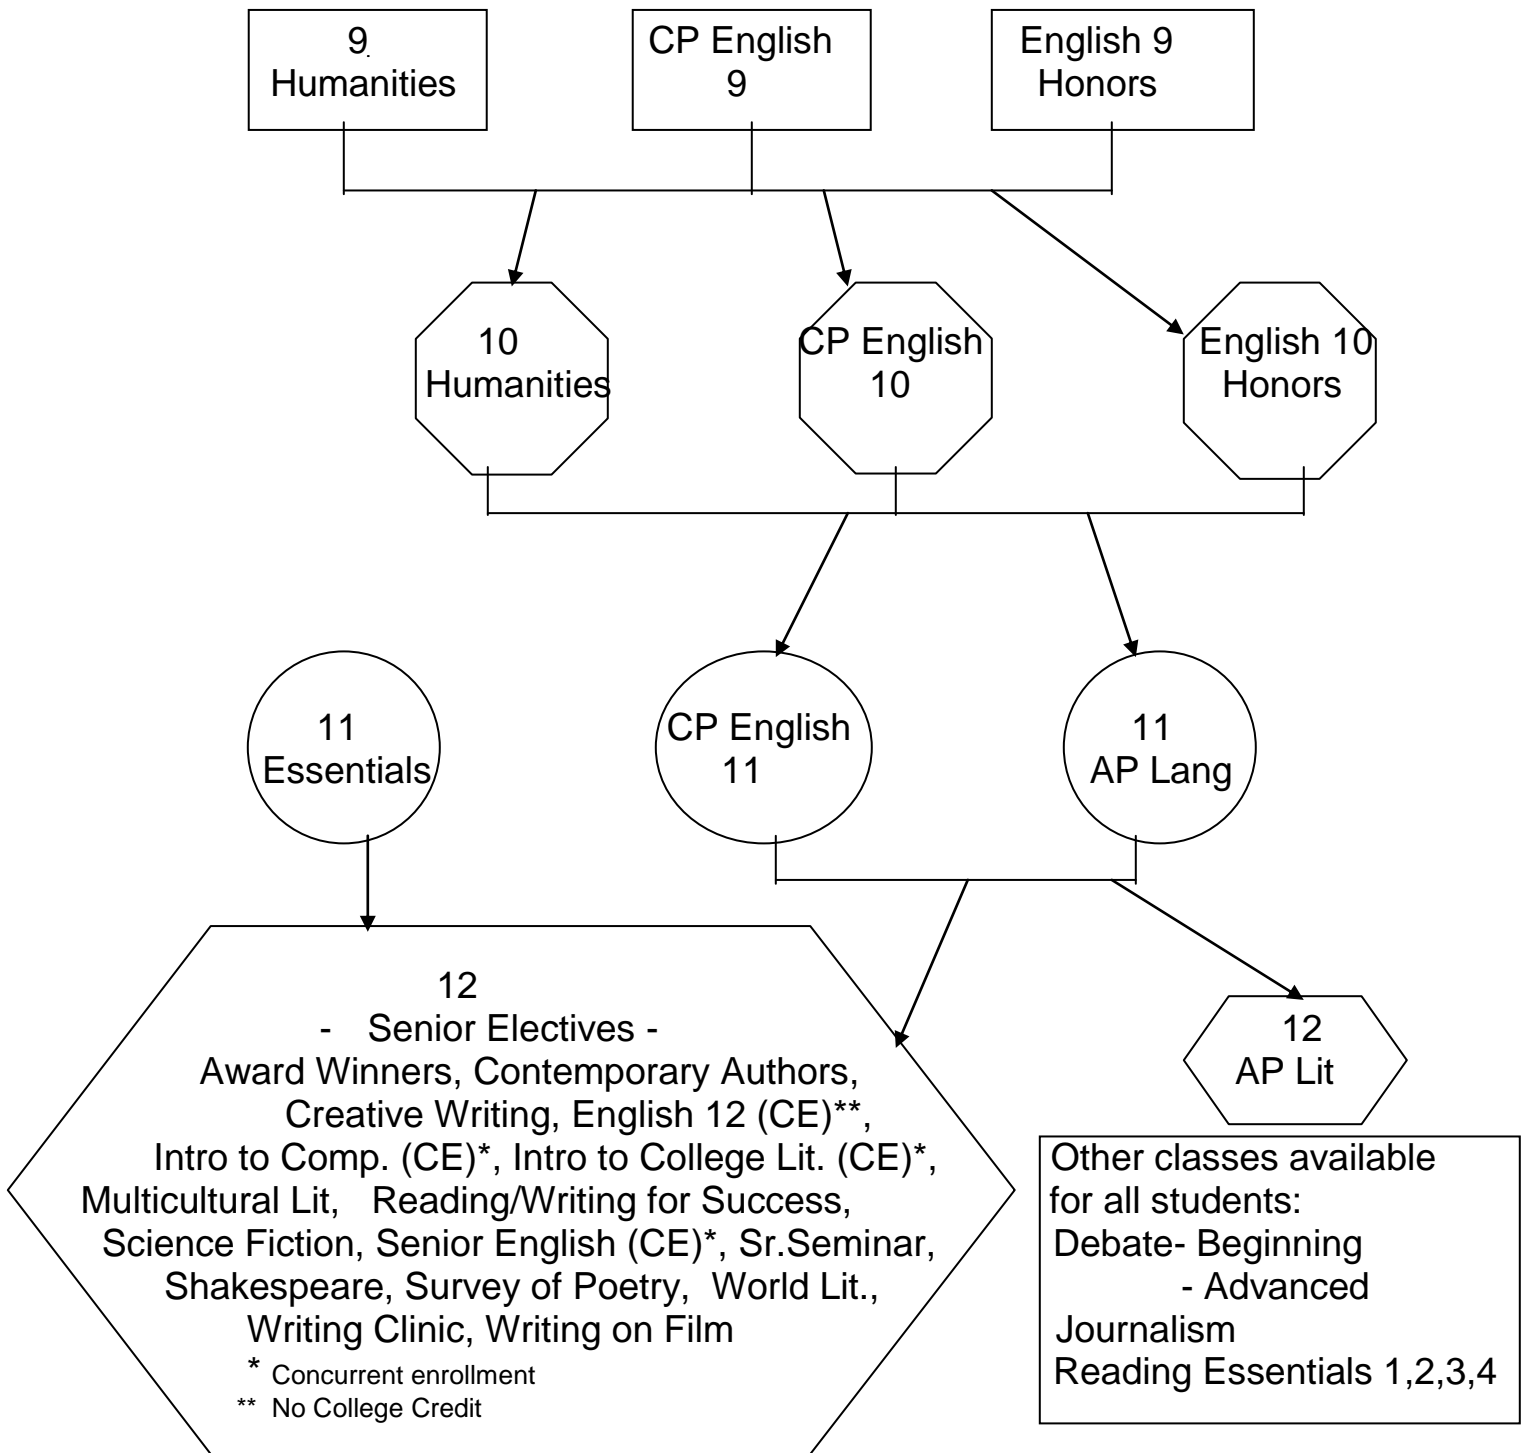 9
Humanities
CP English
9
English 9
Honors
10
Humanities
CP English
10
English 10
Honors
11
Essentials
CP English
11
11
AP Lang
12
- Senior Electives -
Award Winners, Contemporary Authors,
Creative Writing, English 12 (CE)**,
Intro to Comp. (CE)*, Intro to College Lit. (CE)*,
Multicultural Lit, Reading/Writing for Success,
Science Fiction, Senior English (CE)*, Sr.Seminar,
Shakespeare, Survey of Poetry, World Lit.,
Writing Clinic, Writing on Film
* Concurrent enrollment
** No College Credit
12
AP Lit
Other classes available
for all students:
Debate- Beginning
- Advanced
Journalism
Reading Essentials 1,2,3,4